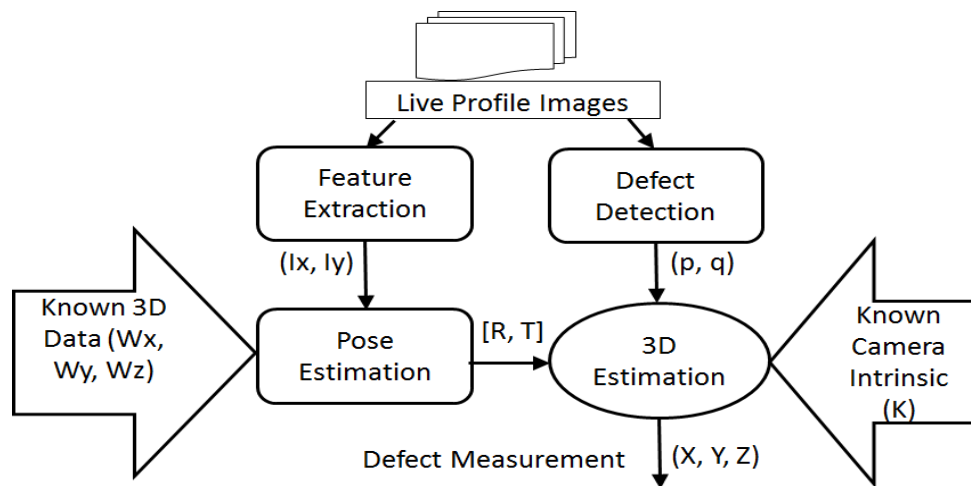 Live Profile Images
Feature
Extraction
Defect
Detection
(Ix, Iy)
(p, q)
Known 3D
Data (Wx,
Wy, Wz)
Pose
Estimation
[R, T]
3D
Estimation
Known
Camera
Intrinsic
(K)
Defect Measurement
(X, Y, Z)